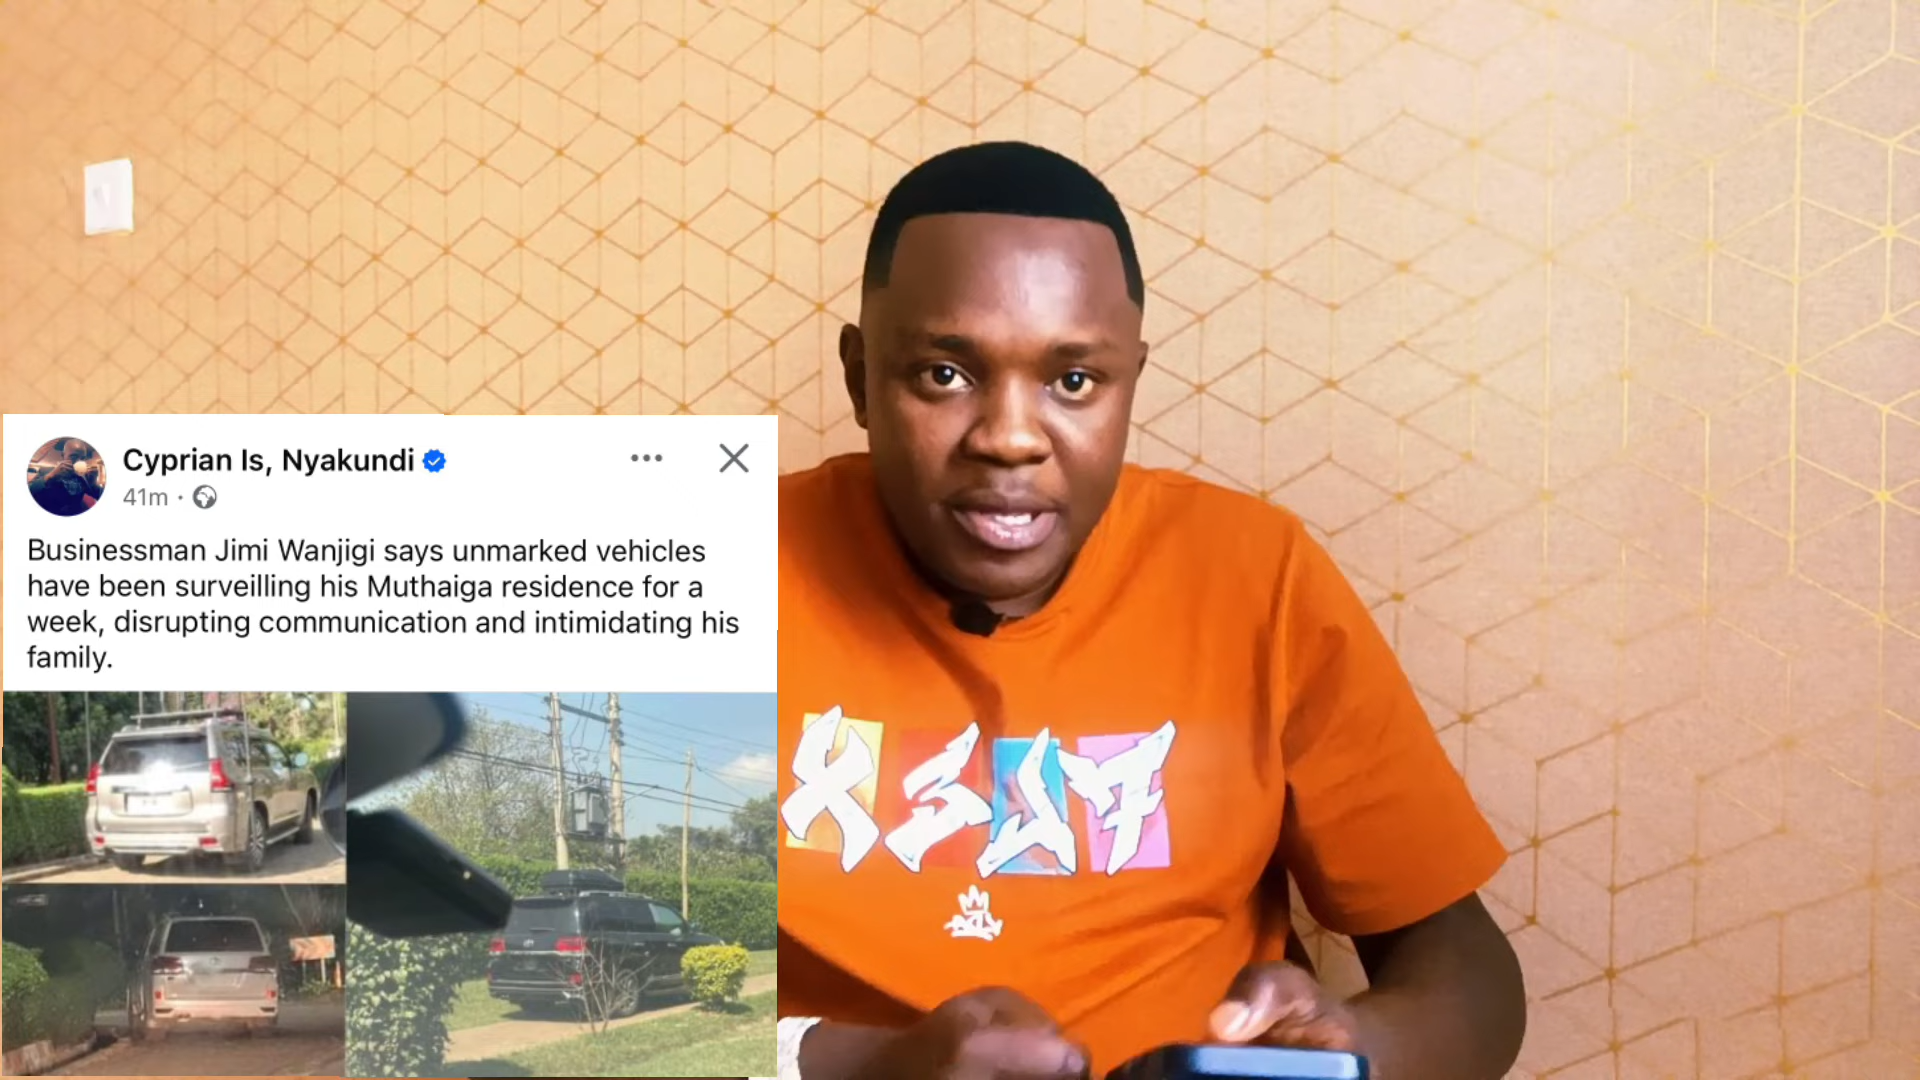 Cyprian Is, Nyakundi
41m ·
Businessman Jimi Wanjigi says unmarked vehicles
have been surveilling his Muthaiga residence for a
week, disrupting communication and intimidating his
family.